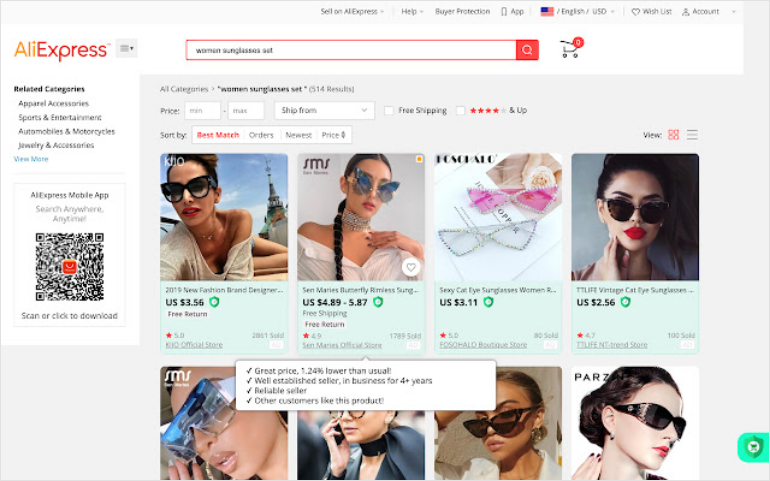 Sell on AliExpress
Help
Buyer Protection
App
/ English / USD
Wish List
Account
AliExpress
women sunglasses set
0
Related Categories
Apparel Accessories
Sports & Entertainment
Automobiles & Motorcycles
Jewelry & Accessories
View More
AliExpress Mobile App
Search Anywhere,
Anytime!
Scan or click to download
All Categories > "women sunglasses set " (514 Results)
Price: min - max Ship from Free Shipping & Up
Sort by: Best Match Orders Newest Price View:
KIIO
2019 New Fashion Brand Designer...
US $3.56
Free Return
5.0 2861 Sold
KIIO Official Store
sms
Sen Maries
Sen Maries Butterfly Rimless Sung...
US $4.89 - 5.87
Free Shipping
Free Return
4.9 1789 Sold
Sen Maries Official Store
Sexy Cat Eye Sunglasses Women R...
US $3.11
5.0 80 Sold
FOSOHALO Boutique Store
TTLIFE Vintage Cat Eye Sunglasses ...
US $2.56
4.7 100 Sold
TTLIFE NT-trend Store
✓ Great price, 1.24% lower than usual!
✓ Well established seller, in business for 4+ years
✓ Reliable seller
✓ Other customers like this product!
sms